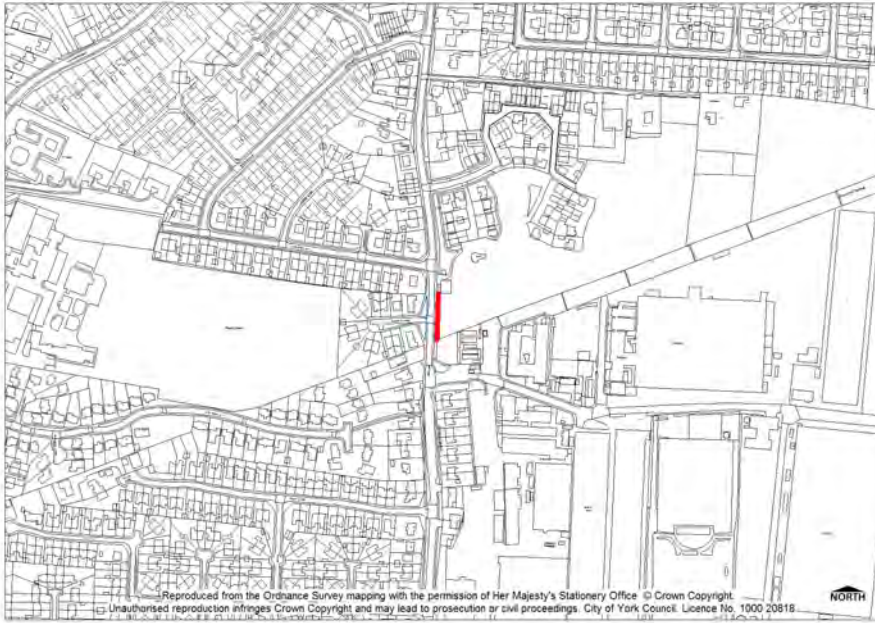 Reproduced from the Ordnance Survey mapping with the permission of Her Majesty's Stationery Office © Crown Copyright.
Unauthorised reproduction infringes Crown Copyright and may lead to prosecution or civil proceedings. City of York Council. Licence No. 1000 20818
NORTH